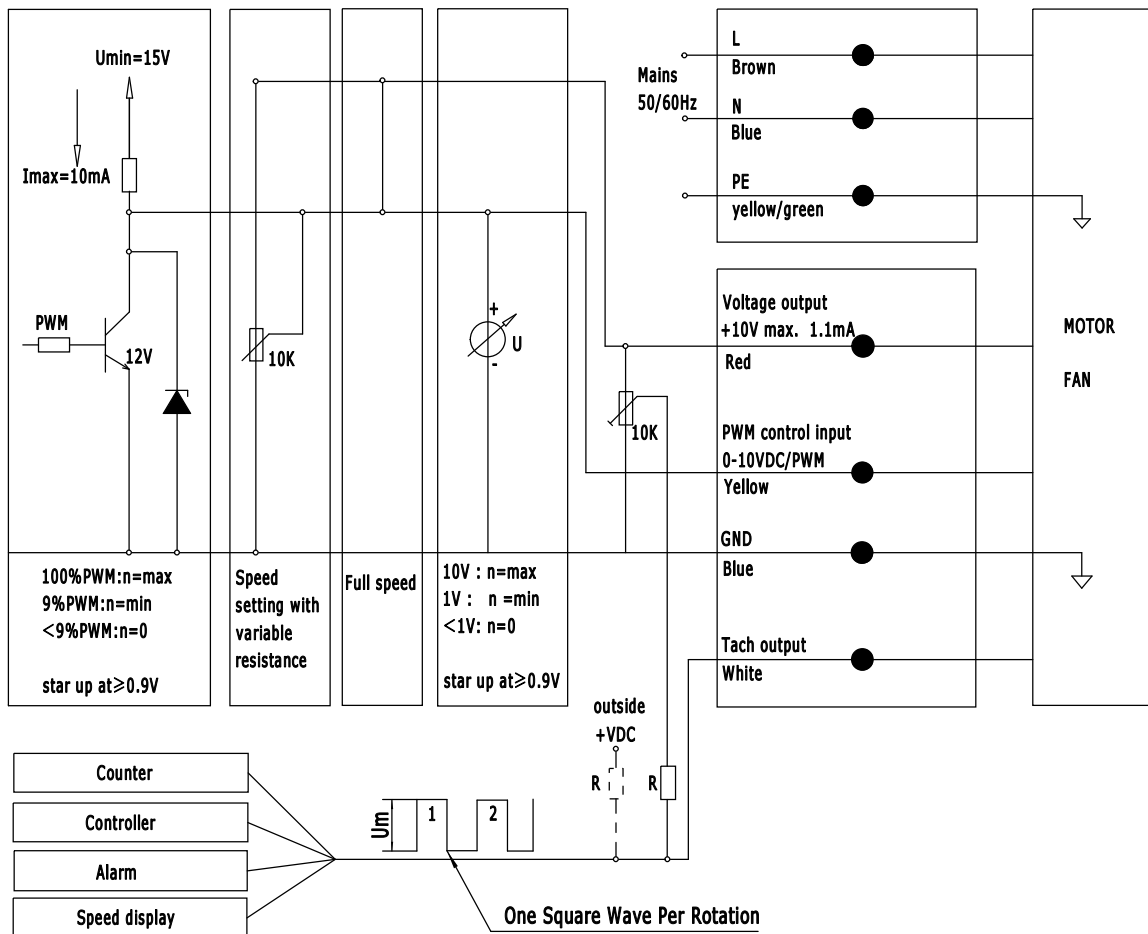 Umin=15V
Imax=10mA
PWM
12V
100%PWM:n=max
9%PWM:n=min
<9%PWM:n=0
star up at≥0.9V
10K
Speed
setting with
variable
resistance
Full speed
+
U
-
10V : n=max
1V : n =min
<1V: n=0
star up at≥0.9V
Mains
50/60Hz
L
Brown
N
Blue
PE
yellow/green
Voltage output
+10V max. 1.1mA
Red
10K
PWM control input
0-10VDC/PWM
Yellow
GND
Blue
Tach output
White
MOTOR
FAN
outside
+VDC
R
R
Counter
Controller
Alarm
Speed display
Um
1
2
One Square Wave Per Rotation